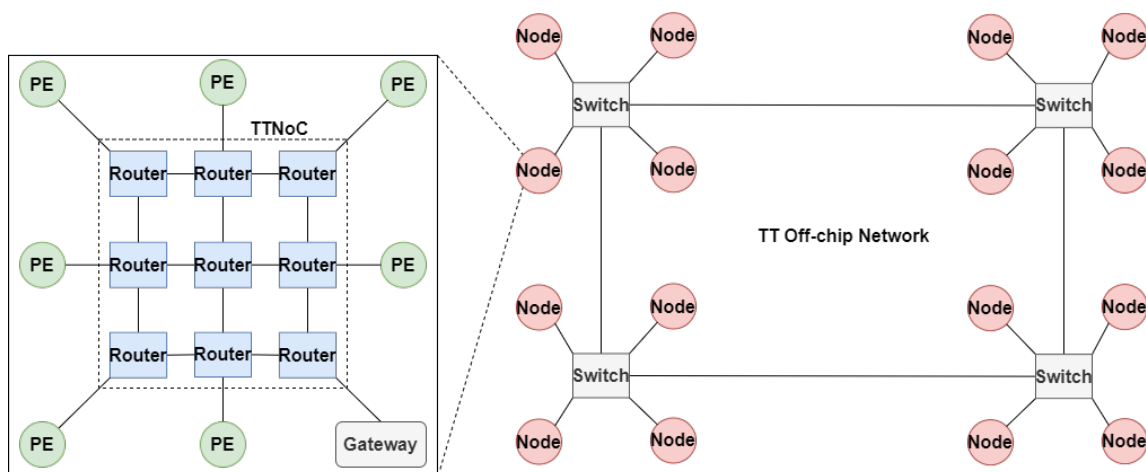 Node Node Node Node
PE PE PE
Switch Switch
TTNoC
Router Router Router
Node Node Node Node
TT Off-chip Network
PE Router Router Router PE
Node Node Node Node
Router Router Router
Switch Switch
PE PE Gateway Node Node Node Node